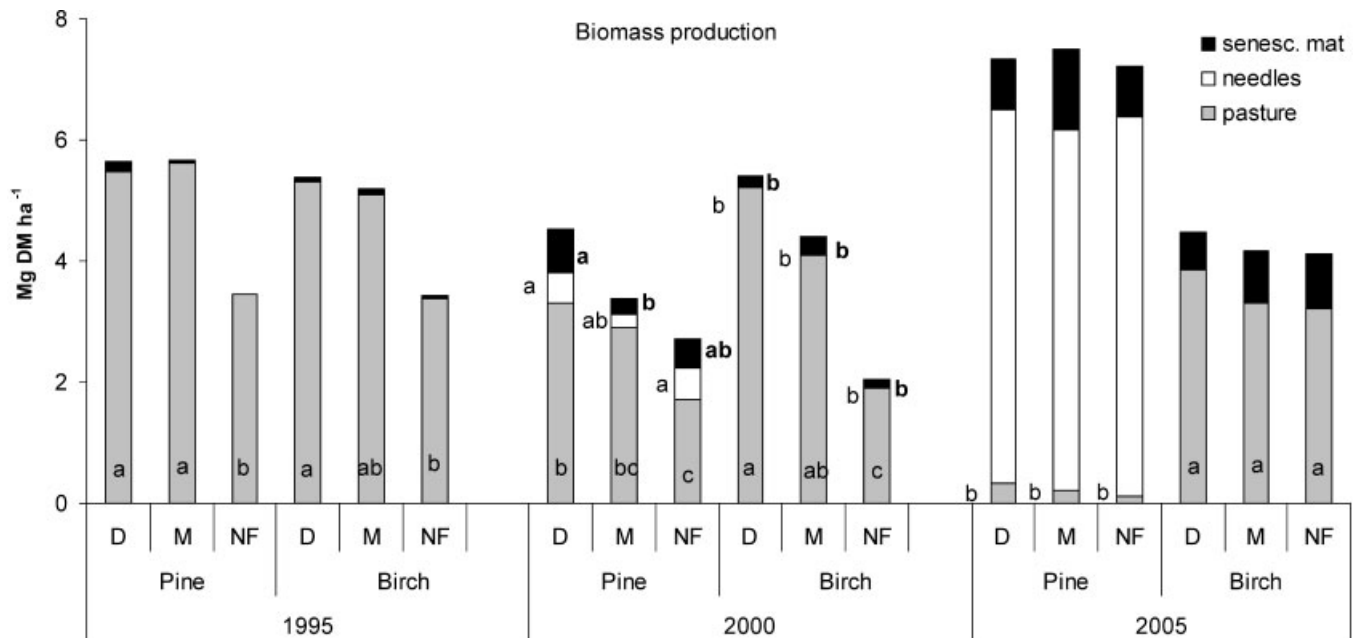 Biomass production
senesc. mat
needles
pasture
Mg DM ha⁻¹
8
6
4
2
0
a a b a ab b
b bc c a ab c
b b b a a a
a ab a b b b
a b ab b b b
D M NF D M NF D M NF D M NF D M NF D M NF
Pine Birch Pine Birch Pine Birch
1995 2000 2005